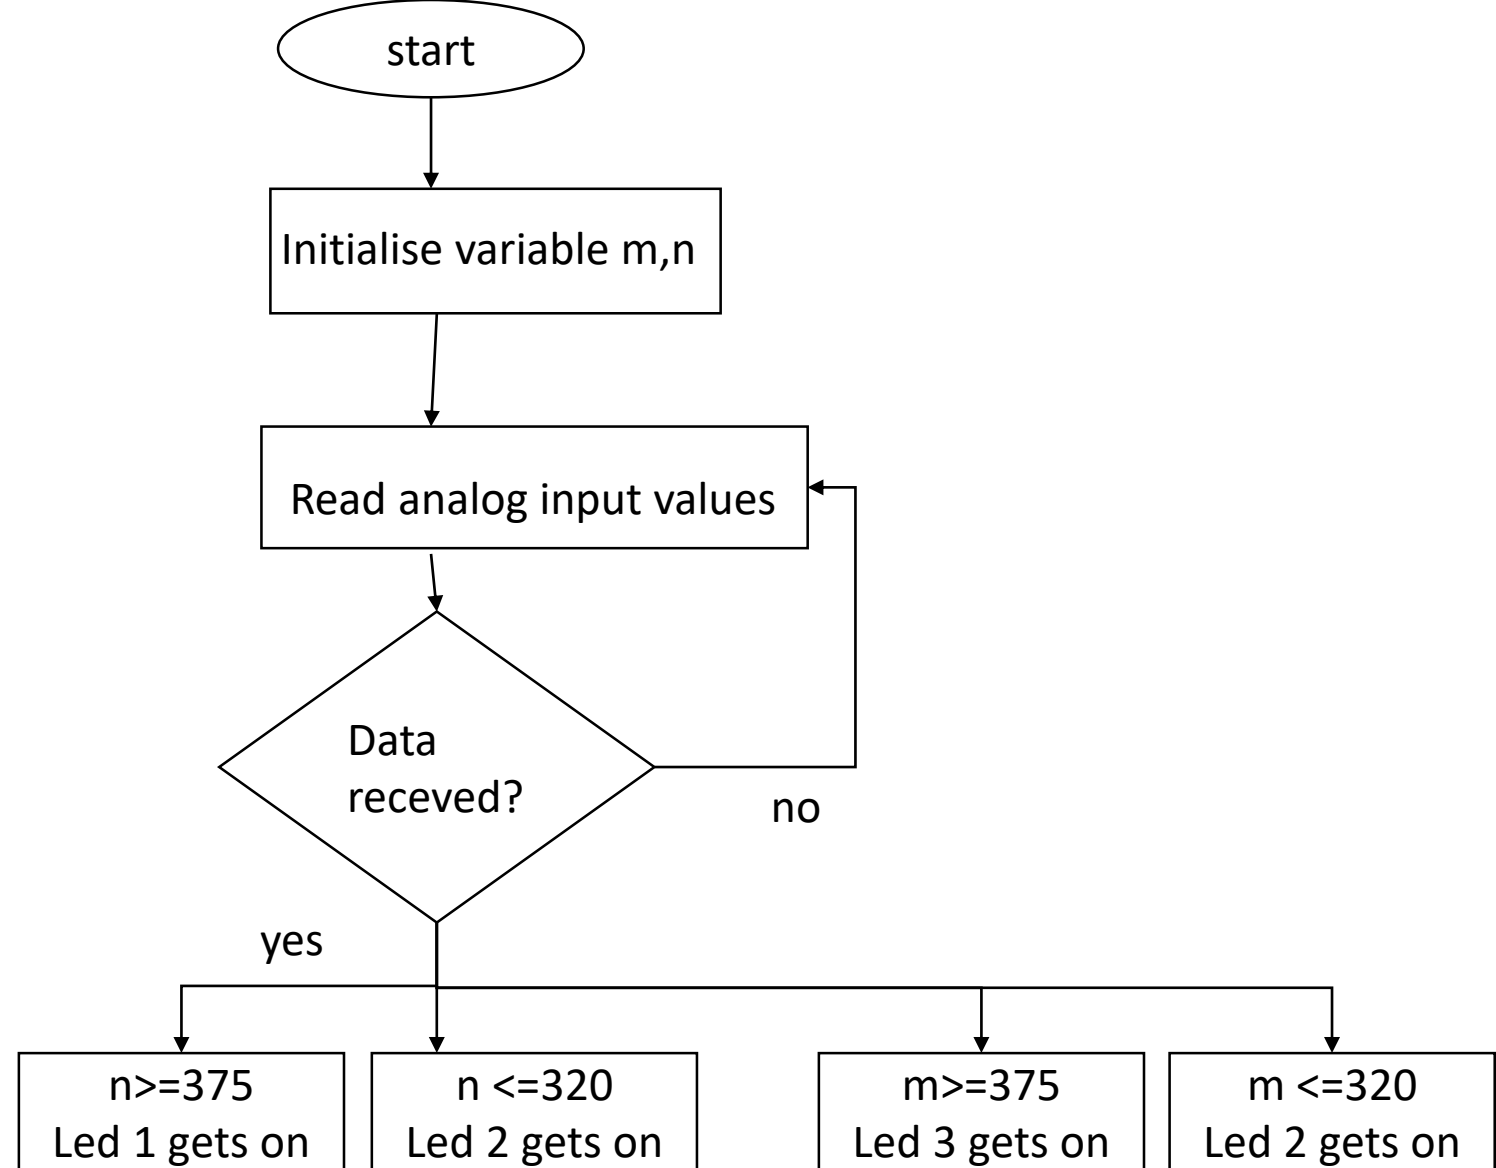 start
Initialise variable m,n
Read analog input values
Data
receved?
no
yes
n>=375
Led 1 gets on
n <=320
Led 2 gets on
m>=375
Led 3 gets on
m <=320
Led 2 gets on